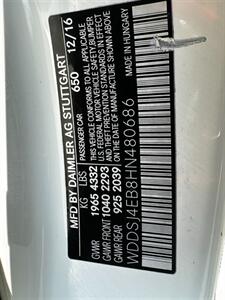 MFD BY DAIMLER AG STUTTGART
650 12/16
PASSENGER CAR
KG LBS
GVWR 1965 4332
GAWR FRONT 1040 2293
GAWR REAR 925 2039
THIS VEHICLE CONFORMS TO ALL APPLICABLE
U.S. FEDERAL MOTOR VEHICLE SAFETY, BUMPER,
AND THEFT PREVENTION STANDARDS IN EFFECT
ON THE DATE OF MANUFACTURE SHOWN ABOVE.
WDDSJ4EB8HN480686
MADE IN HUNGARY